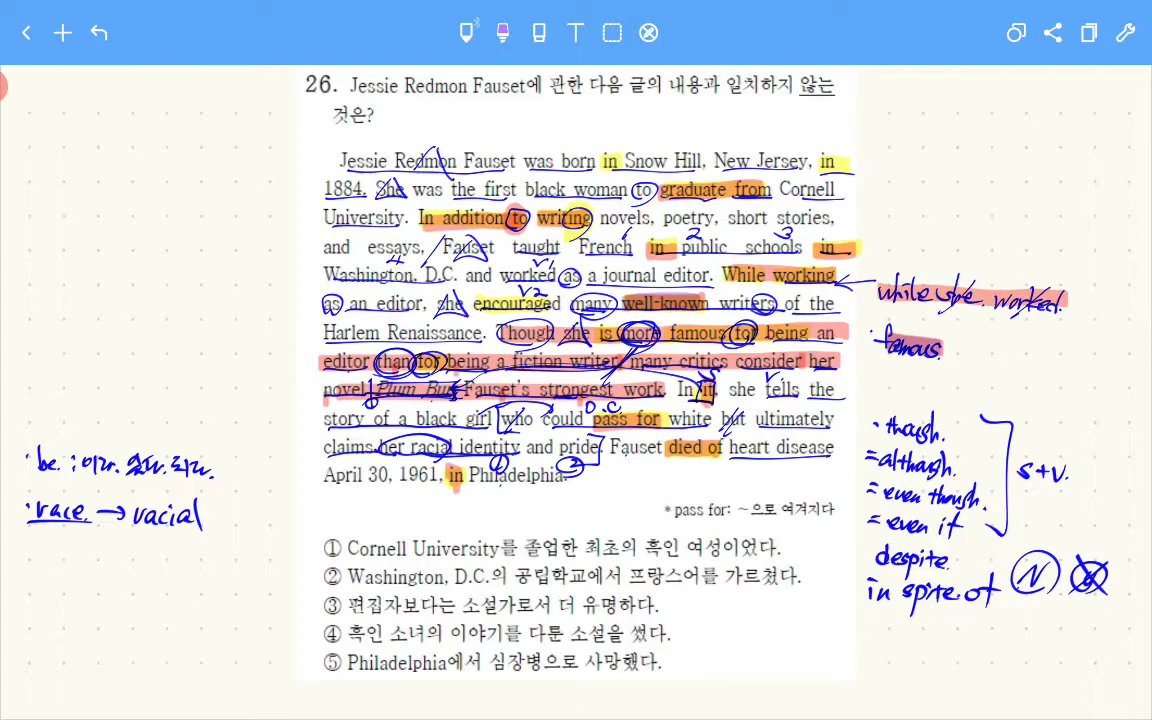 26. Jessie Redmon Fauset에 관한 다음 글의 내용과 일치하지 않는
것은?
Jessie Redmon Fauset was born in Snow Hill, New Jersey, in
1884. She was the first black woman to graduate from Cornell
University. In addition to writing novels, poetry, short stories,
and essays, Fauset taught French in public schools in
Washington, D.C. and worked as a journal editor. While working
as an editor, she encouraged many well-known writers of the
Harlem Renaissance. Though she is more famous for being an
editor than for being a fiction writer, many critics consider her
novel Plum Bun Fauset's strongest work. In it, she tells the
story of a black girl who could pass for white but ultimately
claims her racial identity and pride. Fauset died of heart disease
April 30, 1961, in Philadelphia.
* pass for: ~으로 여겨지다
① Cornell University를 졸업한 최초의 흑인 여성이었다.
② Washington, D.C.의 공립학교에서 프랑스어를 가르쳤다.
③ 편집자보다는 소설가로서 더 유명하다.
④ 흑인 소녀의 이야기를 다룬 소설을 썼다.
⑤ Philadelphia에서 심장병으로 사망했다.
1 2 3
4 V1
V2
S V
O.C
① ②
· be. : 이다. 있다. 되다.
· race. → racial
while she. worked.
· famous
· though.
= although.
= even though.
= even if
S+V.
despite.
in spite of N